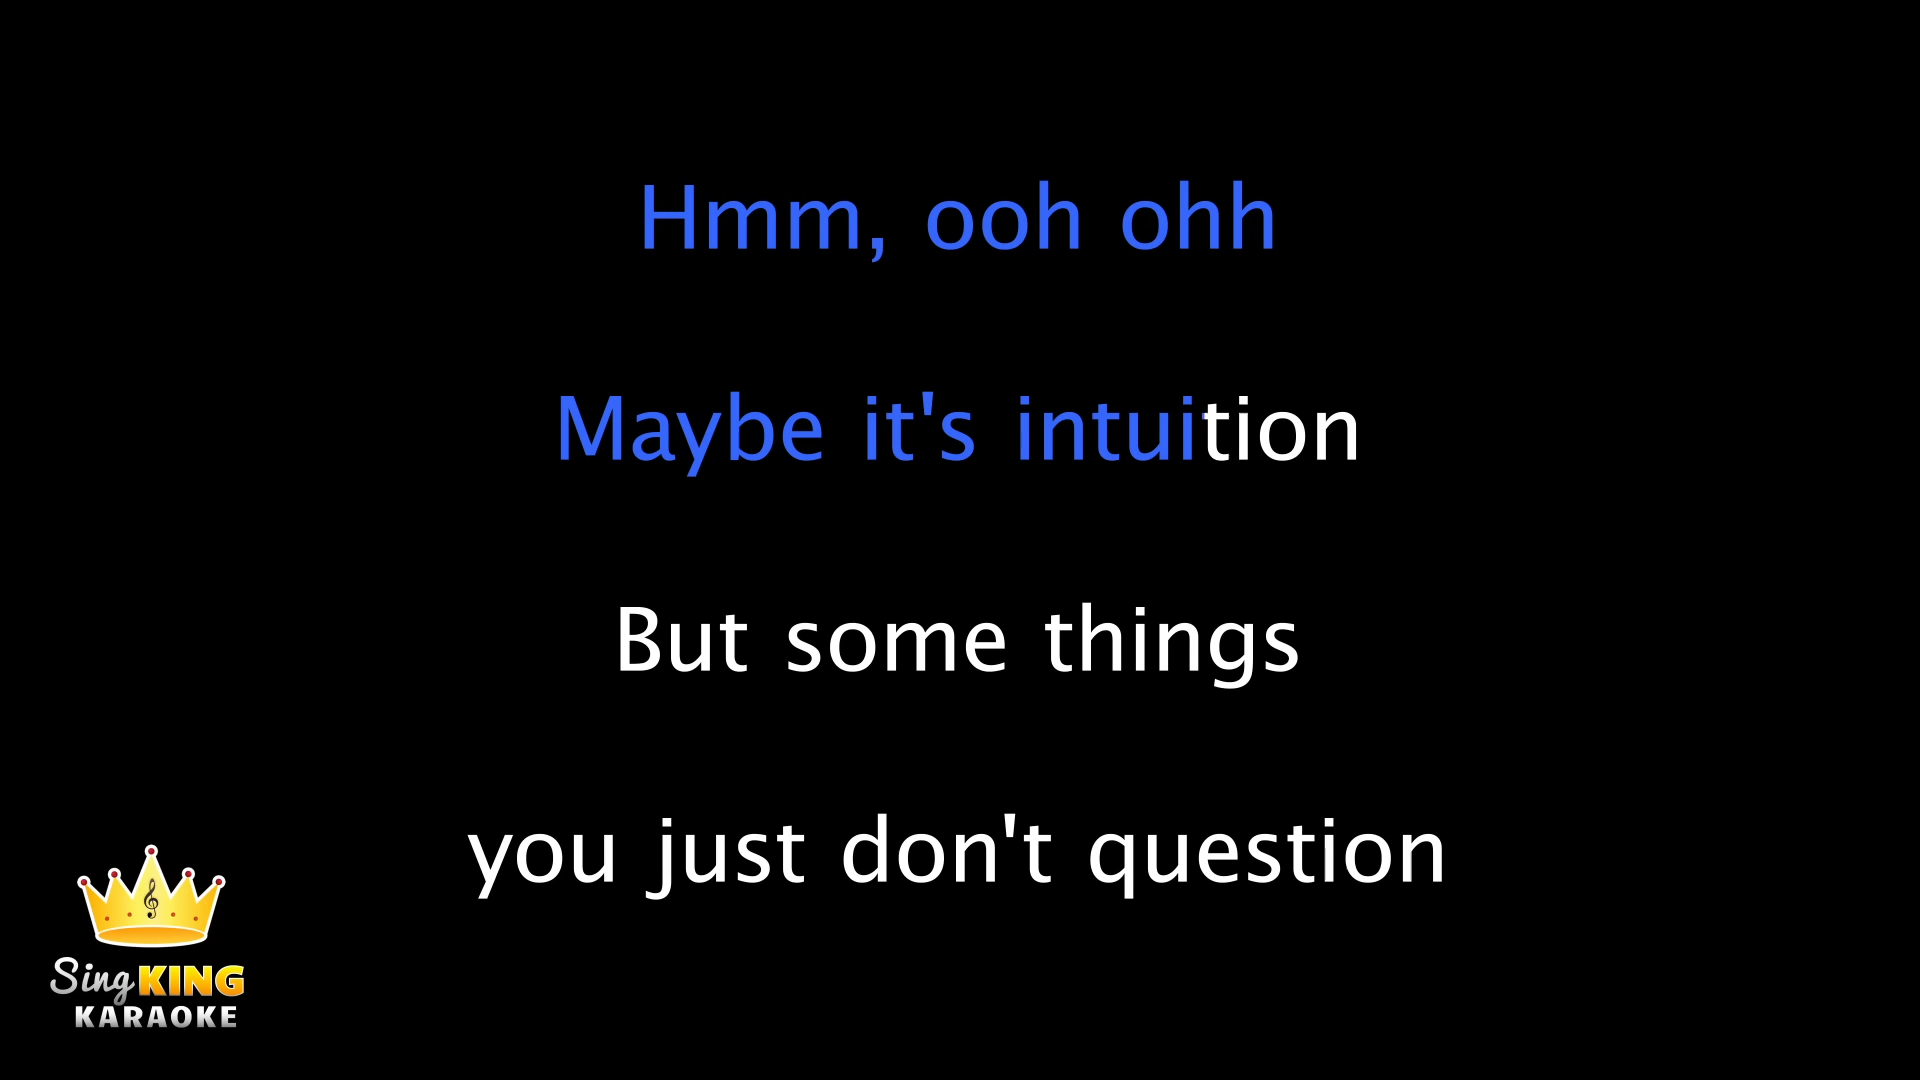 Hmm, ooh ohh
Maybe it's intuition
But some things
you just don't question
Sing KING
KARAOKE